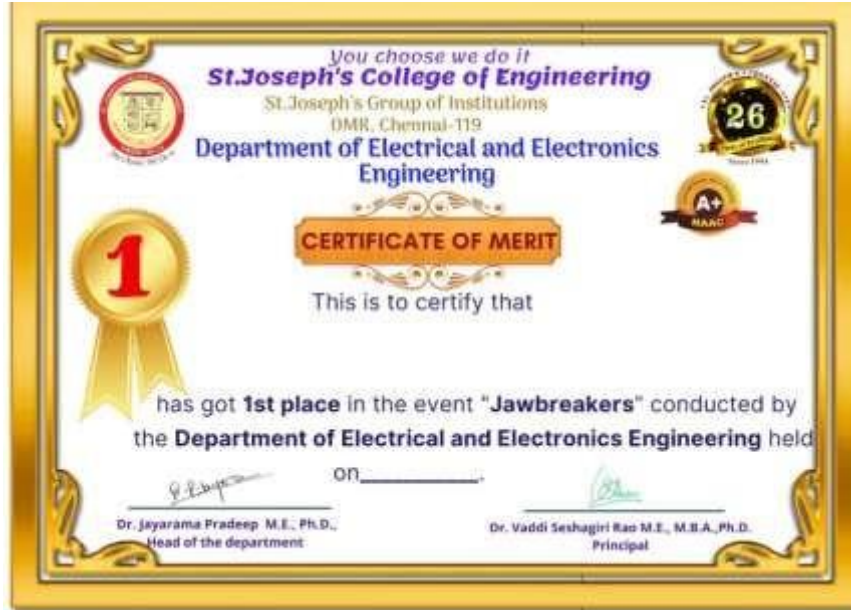 You choose we do it
St.Joseph's College of Engineering
St.Joseph's Group of Institutions
OMR, Chennai-119
Department of Electrical and Electronics
Engineering
26
Since 1994
A+
NAAC
CERTIFICATE OF MERIT
1
This is to certify that
has got 1st place in the event "Jawbreakers" conducted by
the Department of Electrical and Electronics Engineering held
on___________.
Dr. Jayarama Pradeep M.E., Ph.D.,
Head of the department
Dr. Vaddi Seshagiri Rao M.E., M.B.A.,Ph.D.
Principal